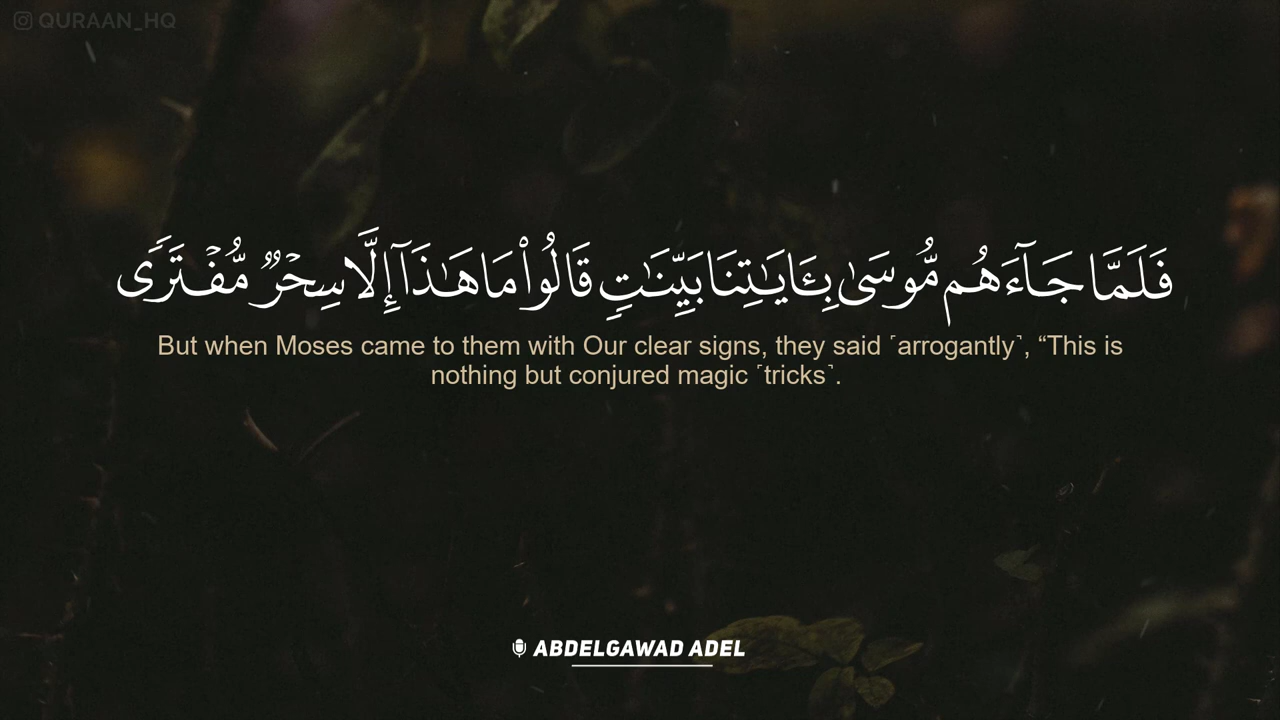 QURAAN_HQ
فَلَمَّا جَآءَهُم مُّوسَىٰ بِـَٔايَـٰتِنَا بَيِّنَـٰتٍۢ قَالُوا۟ مَا هَـٰذَآ إِلَّا سِحْرٌۭ مُّفْتَرًۭى
But when Moses came to them with Our clear signs, they said ˹arrogantly˺, “This is
nothing but conjured magic ˹tricks˺.
ABDELGAWAD ADEL